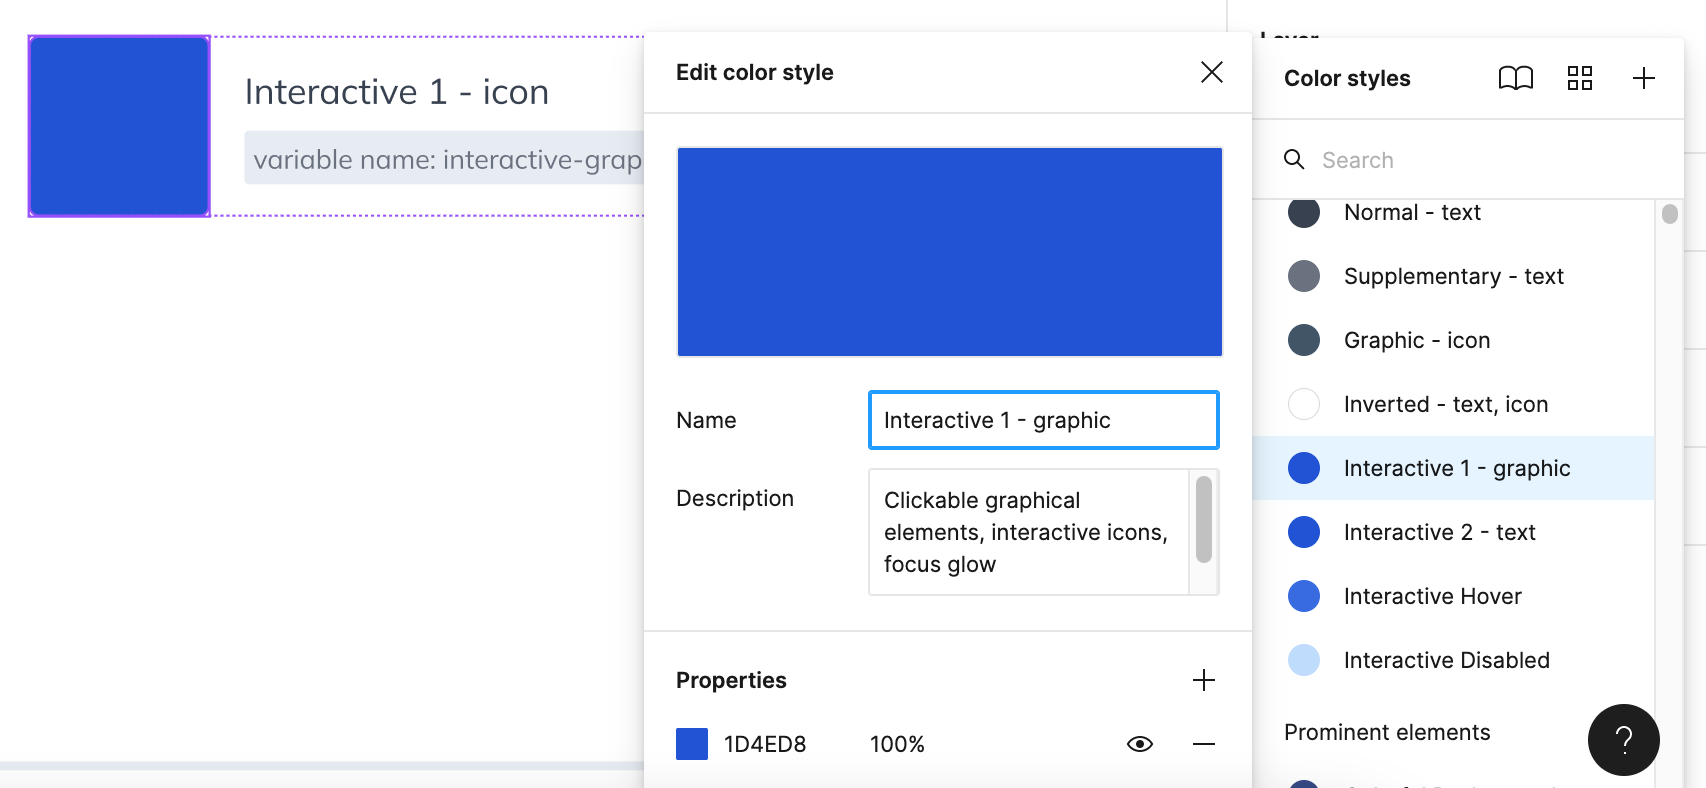 Interactive 1 - icon
variable name: interactive-grap
Edit color style
Name
Interactive 1 - graphic
Description
Clickable graphical
elements, interactive icons,
focus glow
Properties
1D4ED8 100%
Layer
Color styles
Search
Normal - text
Supplementary - text
Graphic - icon
Inverted - text, icon
Interactive 1 - graphic
Interactive 2 - text
Interactive Hover
Interactive Disabled
Prominent elements
?